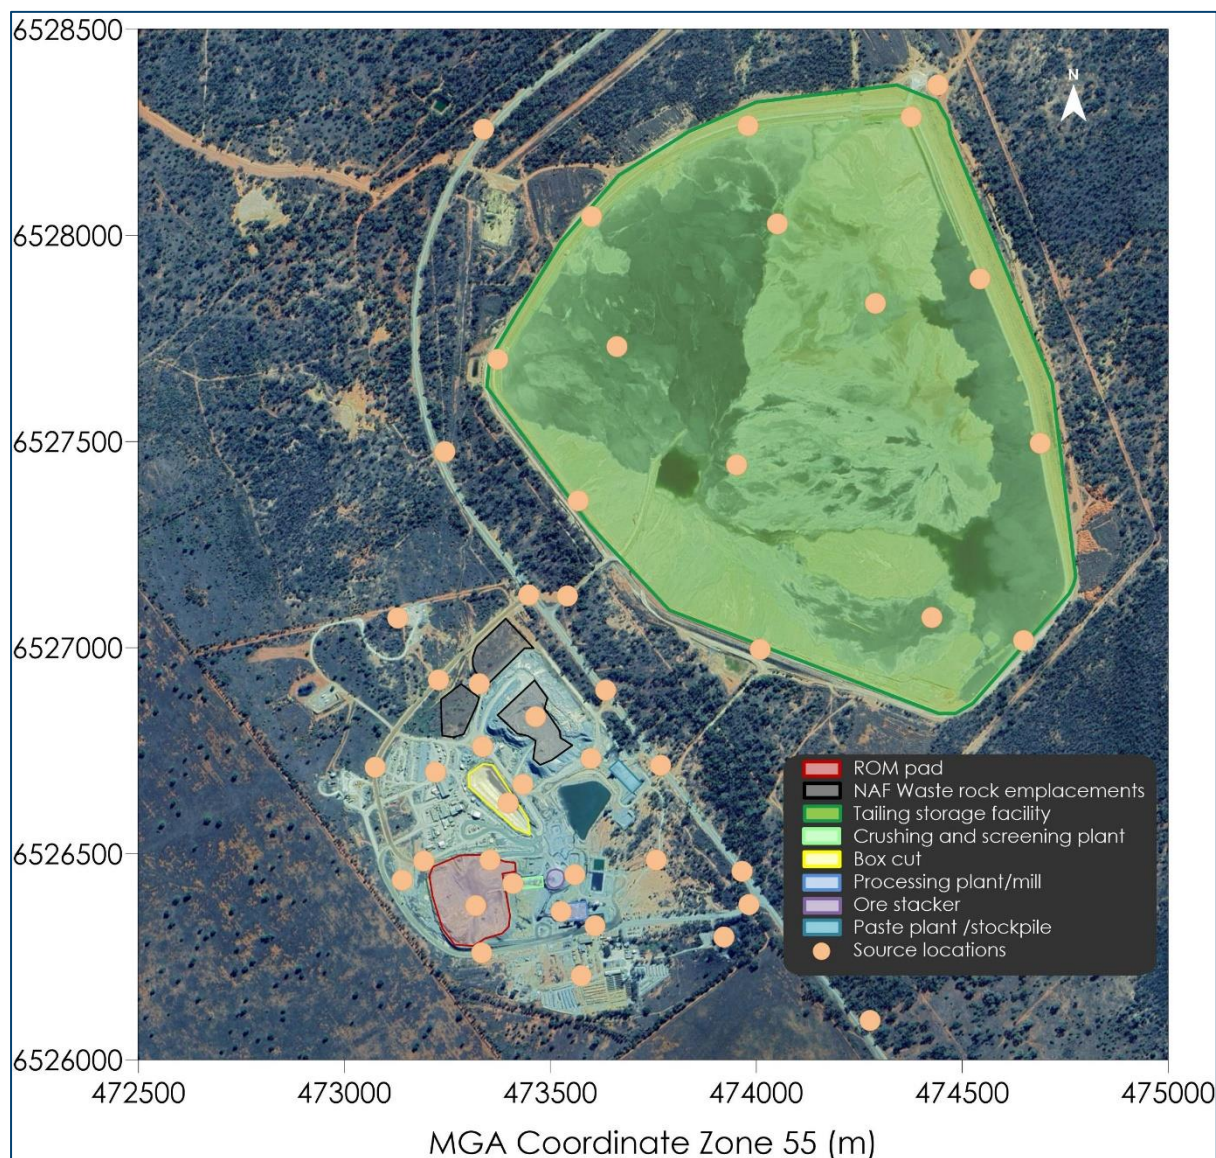 6528500
N
6528000
6527500
6527000
ROM pad
NAF Waste rock emplacements
Tailing storage facility
Crushing and screening plant
Box cut
6526500
Processing plant/mill
Ore stacker
Paste plant /stockpile
Source locations
6526000
472500 473000 473500 474000 474500 475000
MGA Coordinate Zone 55 (m)